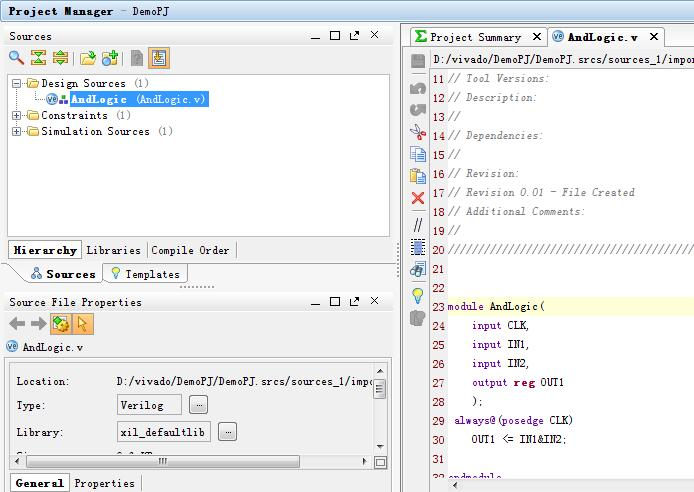 Project Manager - DemoPJ
Sources
Design Sources (1)
AndLogic (AndLogic.v)
Constraints (1)
Simulation Sources (1)
Hierarchy Libraries Compile Order
Sources Templates
Source File Properties
AndLogic.v
Location: D:/vivado/DemoPJ/DemoPJ.srcs/sources_1/impo
Type: Verilog
Library: xil_defaultlib
General Properties
Project Summary AndLogic.v
D:/vivado/DemoPJ/DemoPJ.srcs/sources_1/impor
11 // Tool Versions:
12 // Description:
13 //
14 // Dependencies:
15 //
16 // Revision:
17 // Revision 0.01 - File Created
18 // Additional Comments:
19 //
20 ////////////////////////////////////////
21
22
23 module AndLogic(
24 input CLK,
25 input IN1,
26 input IN2,
27 output reg OUT1
28 );
29 always@(posedge CLK)
30 OUT1 <= IN1&IN2;
31
endmodule